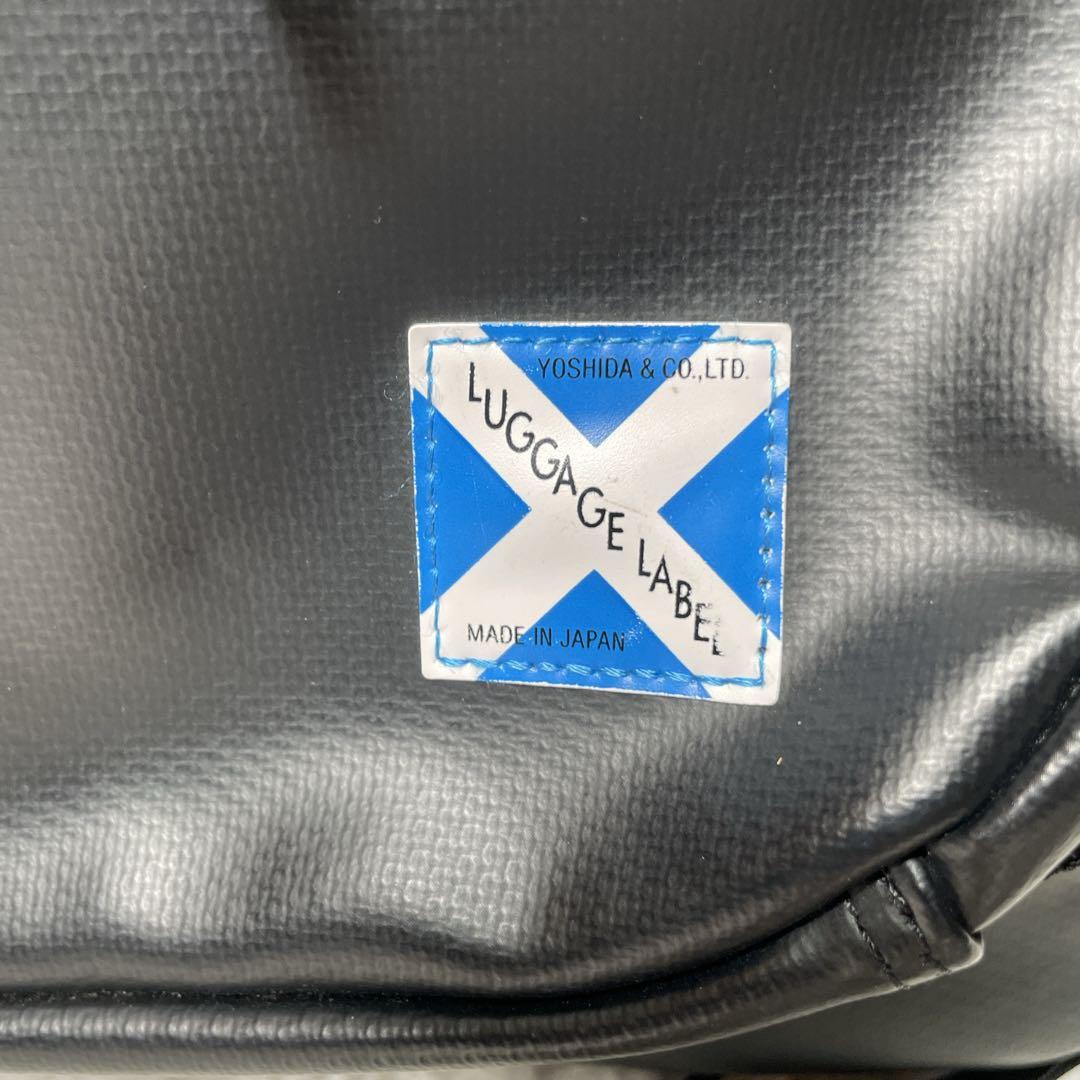 YOSHIDA & CO.,LTD.
LUGGAGE LABEL
MADE IN JAPAN